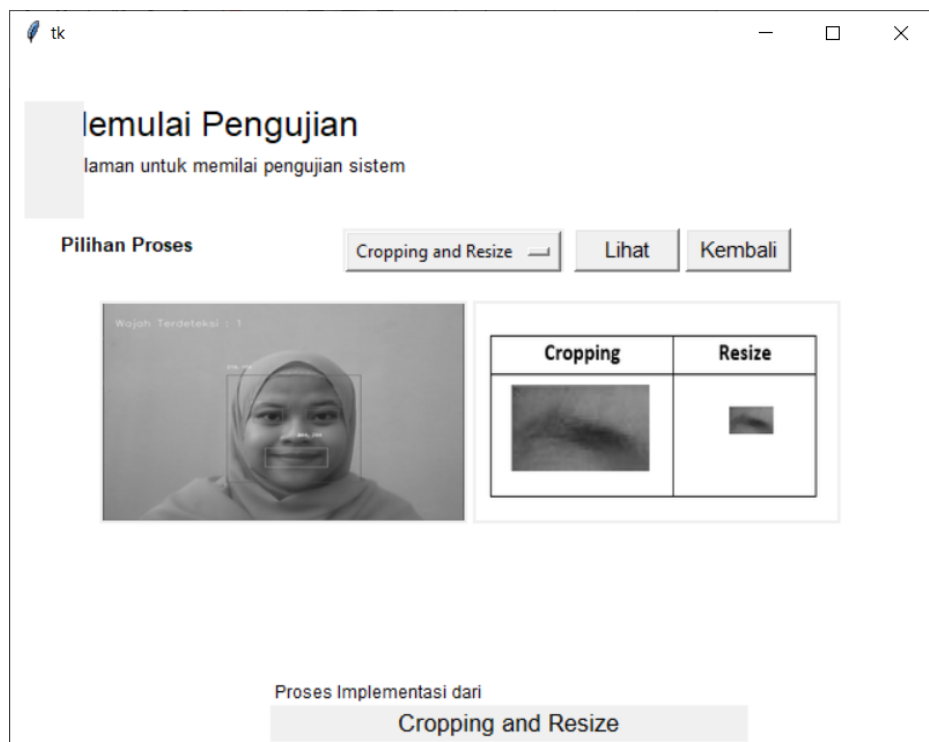 tk
emulai Pengujian
laman untuk memilai pengujian sistem
Pilihan Proses
Cropping and Resize
Lihat
Kembali
Wajah Terdeteksi : 1
Cropping
Resize
Proses Implementasi dari
Cropping and Resize